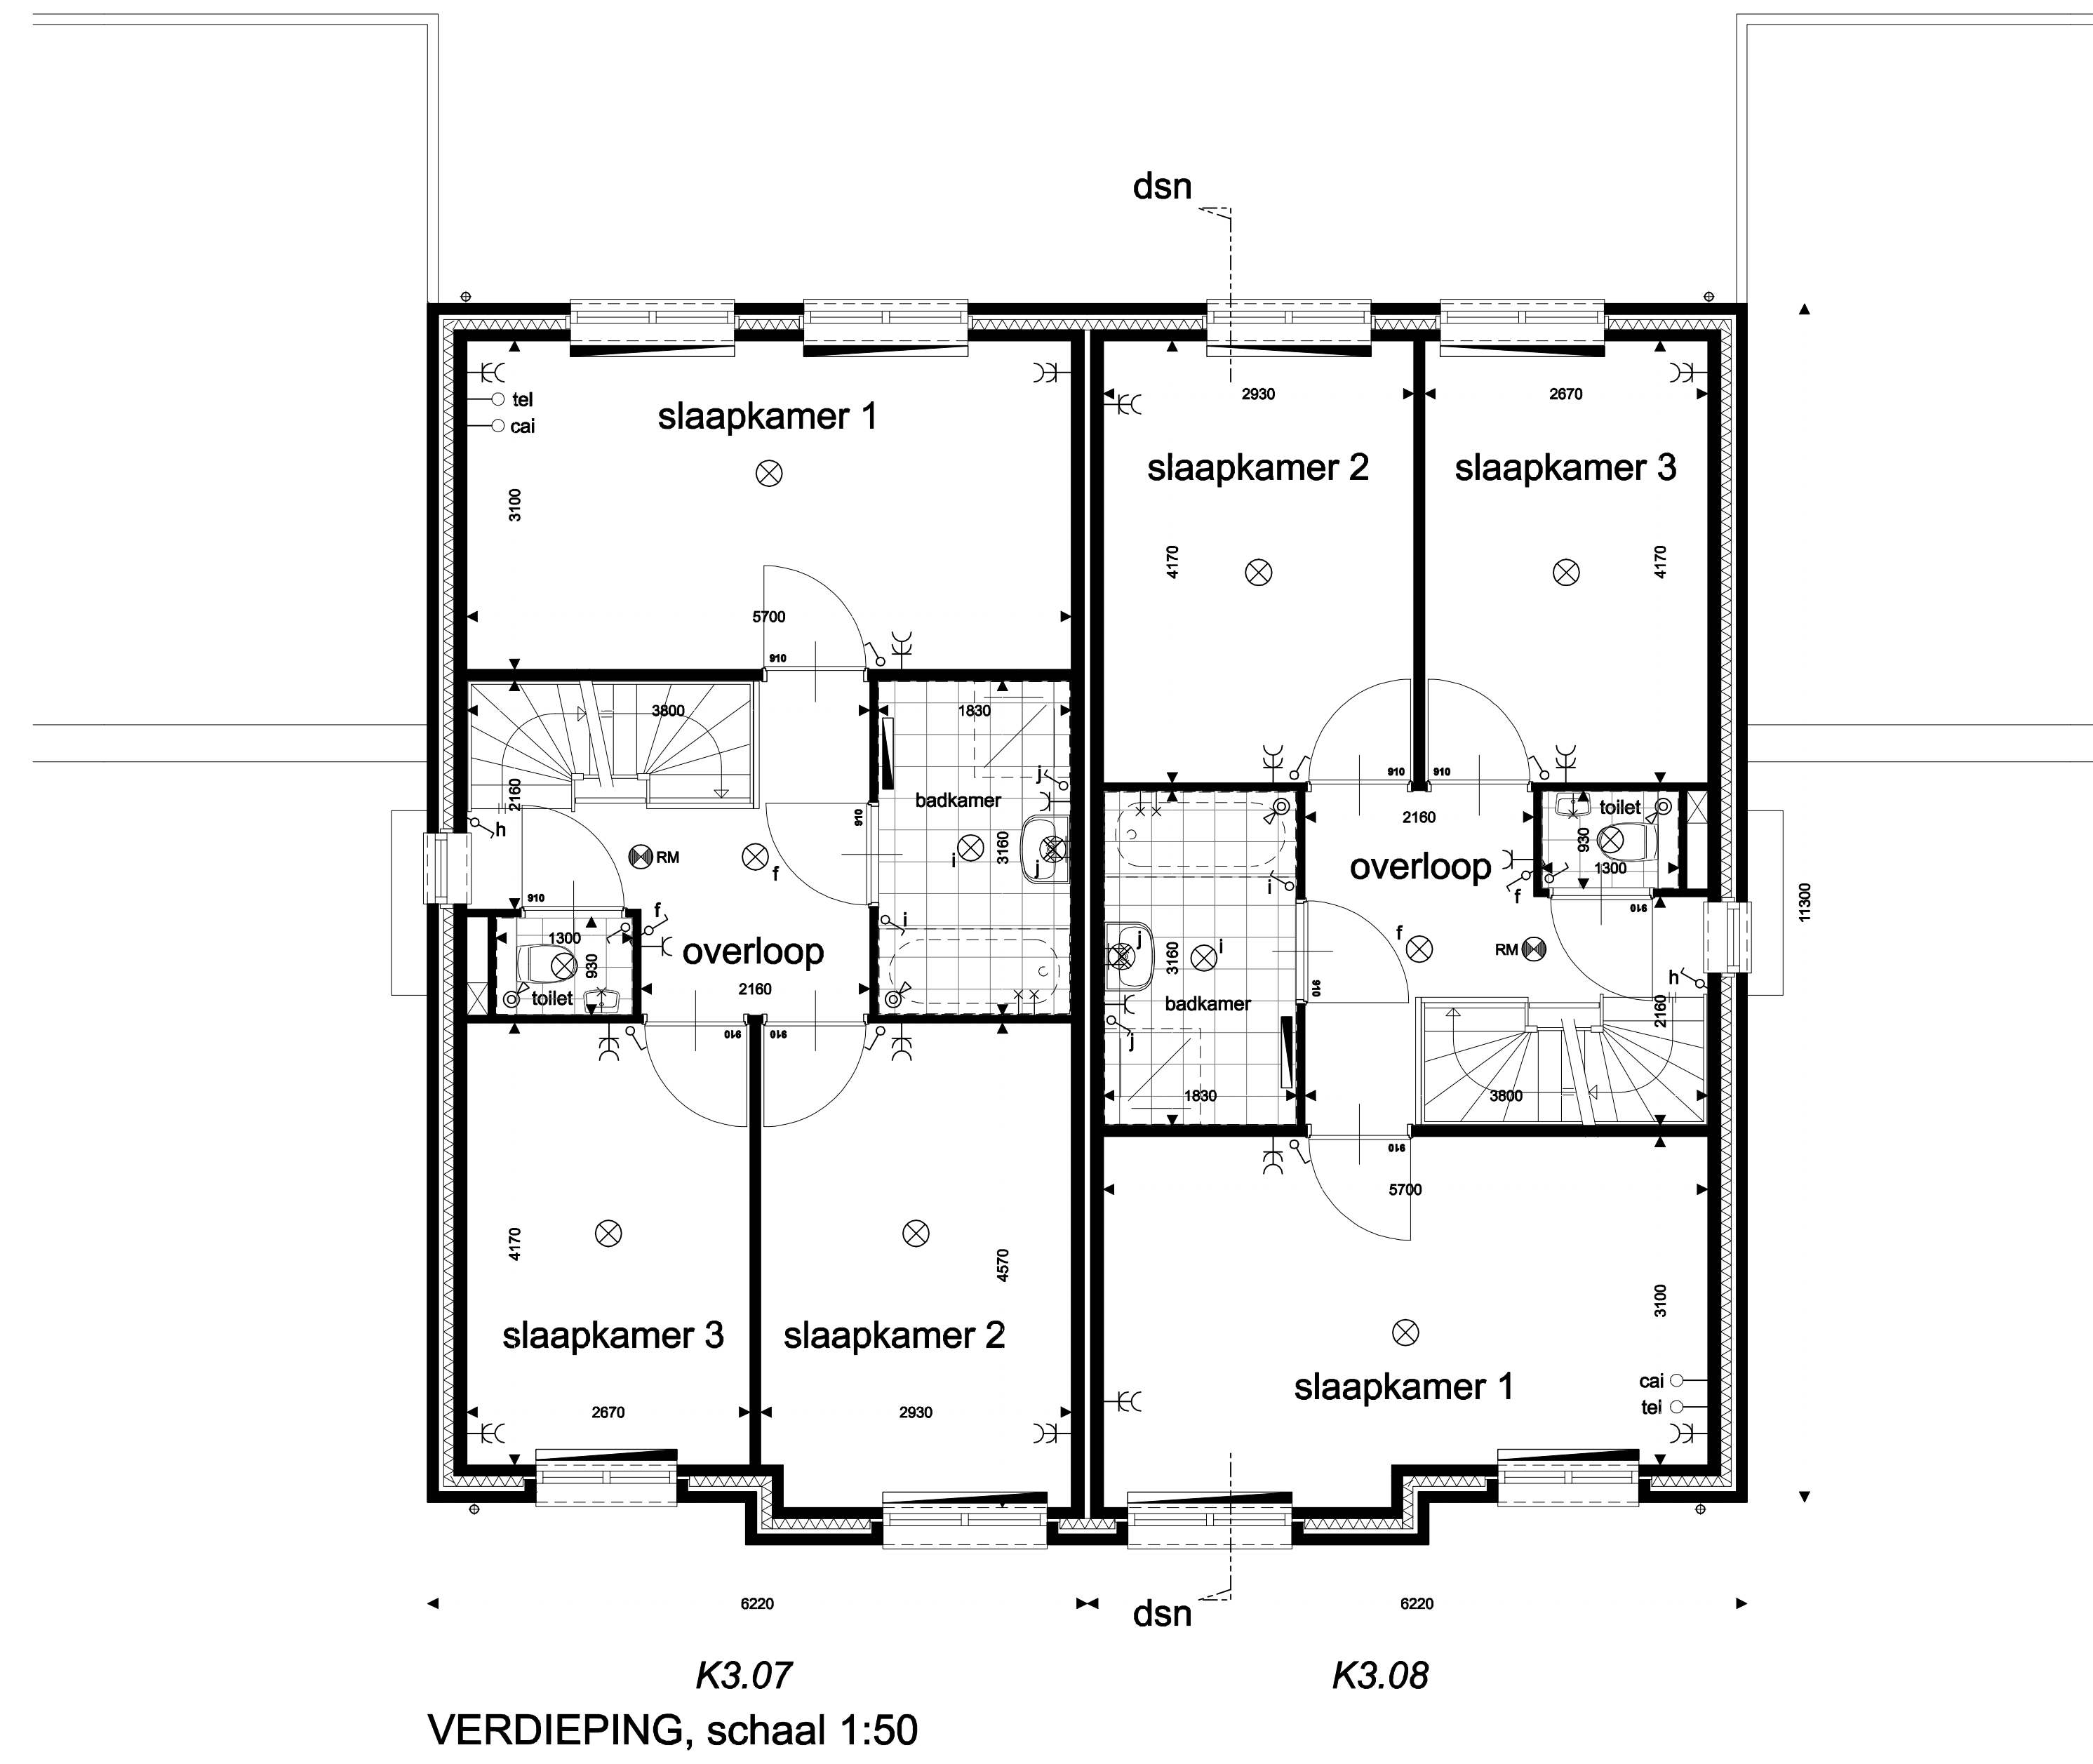 dsn
2930
2670
tel
cai
slaapkamer 1
slaapkamer 2
slaapkamer 3
3100
4170
4170
5700
910
3800
1830
2160
910
910
j
badkamer
h
RM
f
910
i
3160
j
2160
overloop
toilet
930
1300
f
910
11300
i
910
f
1300
930
toilet
overloop
2160
i
f
RM
h
j
3160
i
badkamer
910
2160
910
910
j
1830
3800
910
5700
4170
4570
3100
slaapkamer 3
slaapkamer 2
slaapkamer 1
cai
tel
2670
2930
6220
6220
dsn
K3.07
K3.08
VERDIEPING, schaal 1:50